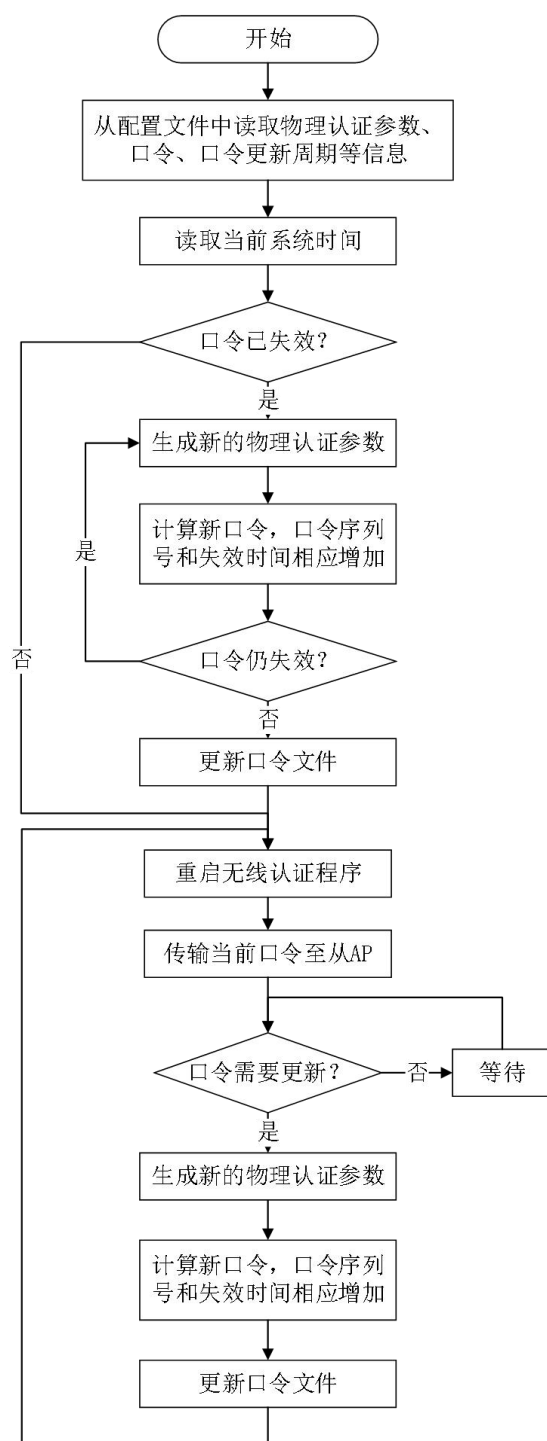 开始
从配置文件中读取物理认证参数、
口令、口令更新周期等信息
读取当前系统时间
口令已失效?
是
生成新的物理认证参数
计算新口令，口令序列
号和失效时间相应增加
是
口令仍失效?
否
否
更新口令文件
重启无线认证程序
传输当前口令至从AP
口令需要更新?
否
等待
是
生成新的物理认证参数
计算新口令，口令序列
号和失效时间相应增加
更新口令文件